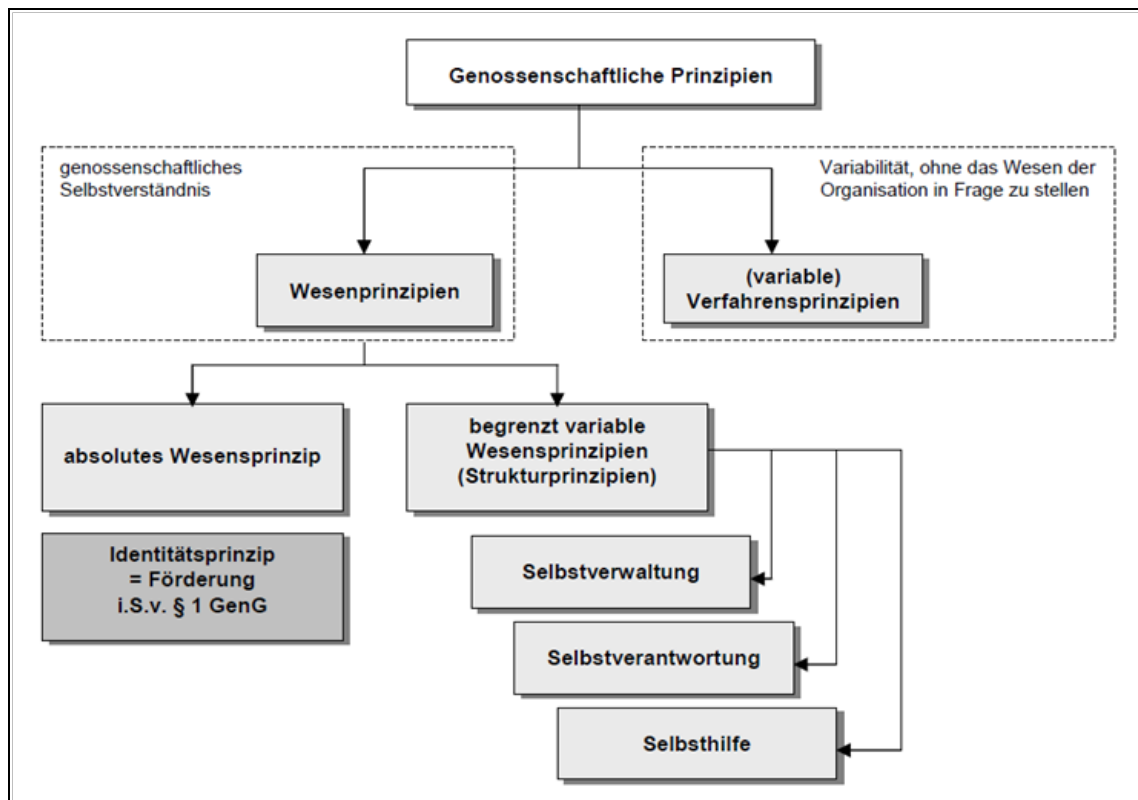 Genossenschaftliche Prinzipien
genossenschaftliches
Selbstverständnis
Variabilität, ohne das Wesen der
Organisation in Frage zu stellen
Wesenprinzipien
(variable)
Verfahrensprinzipien
absolutes Wesensprinzip
begrenzt variable
Wesensprinzipien
(Strukturprinzipien)
Identitätsprinzip
= Förderung
i.S.v. § 1 GenG
Selbstverwaltung
Selbstverantwortung
Selbsthilfe